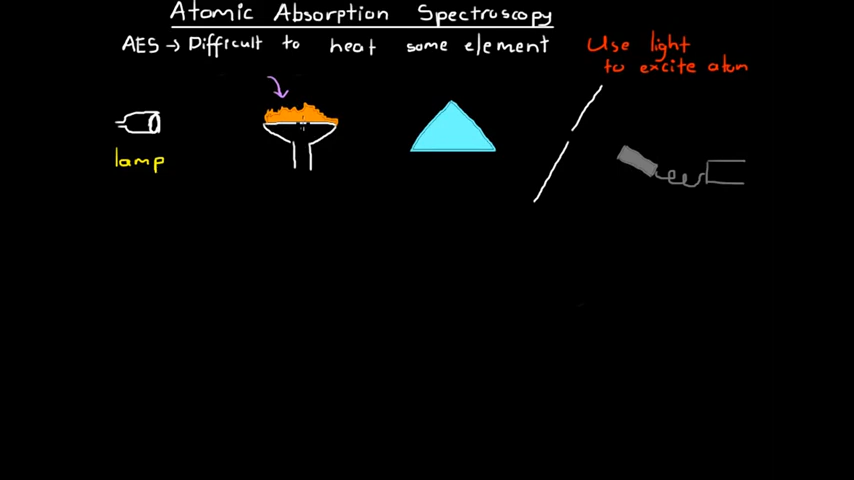 Atomic Absorption Spectroscopy
AES → Difficult to heat some element
Use light
to excite atom
lamp